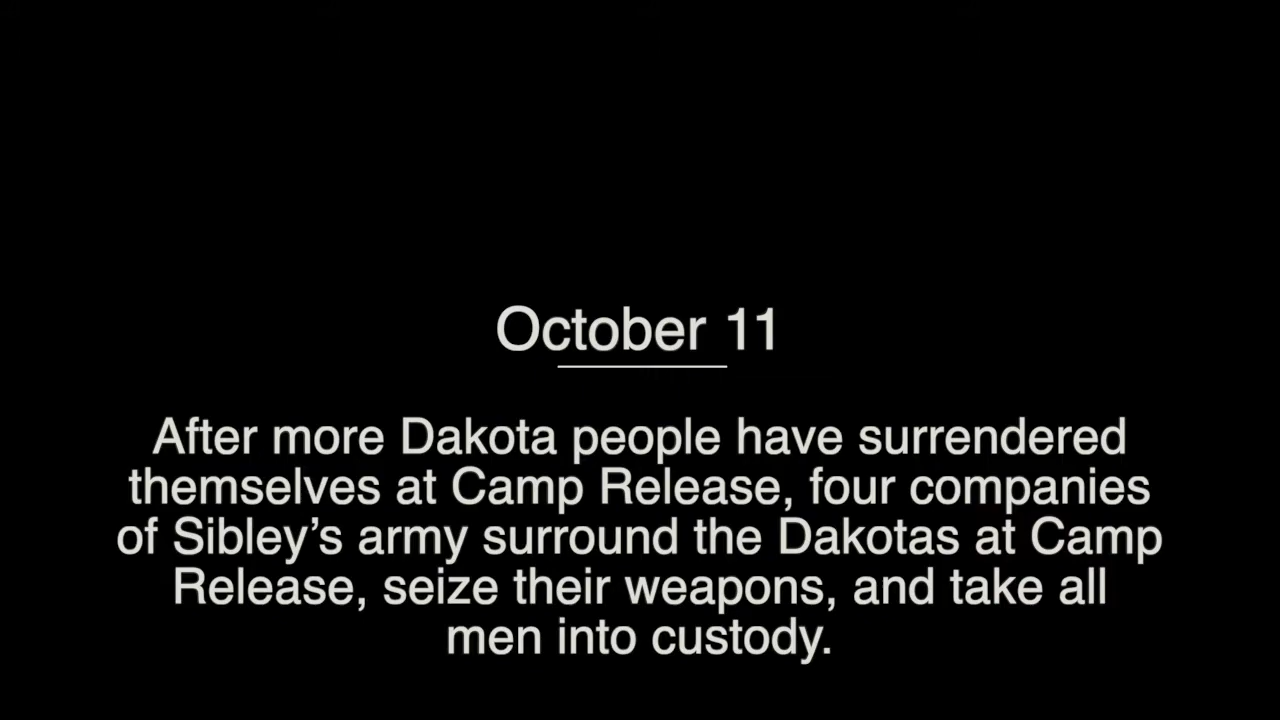 October 11
After more Dakota people have surrendered
themselves at Camp Release, four companies
of Sibley’s army surround the Dakotas at Camp
Release, seize their weapons, and take all
men into custody.